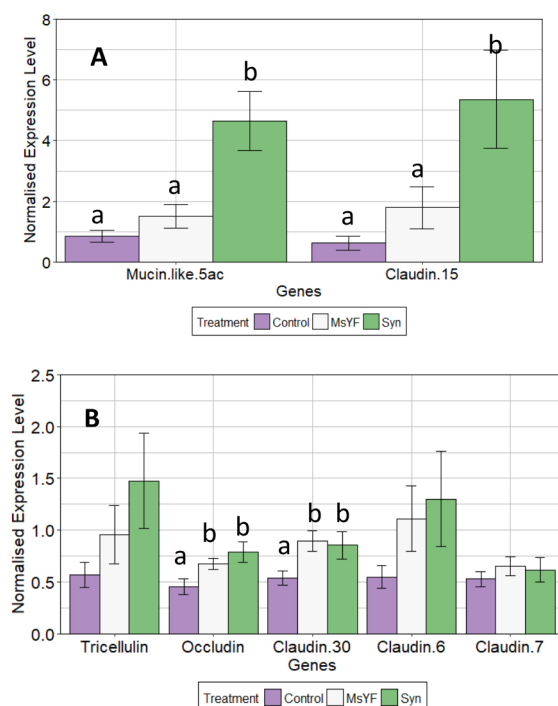 A
Normalised Expression Level
8
6
4
2
0
a a b a a b
Mucin.like.5ac Claudin.15
Genes
Treatment Control MsYF Syn
B
Normalised Expression Level
2.5
2.0
1.5
1.0
0.5
0.0
a b b a b b
Tricellulin Occludin Claudin.30 Claudin.6 Claudin.7
Genes
Treatment Control MsYF Syn